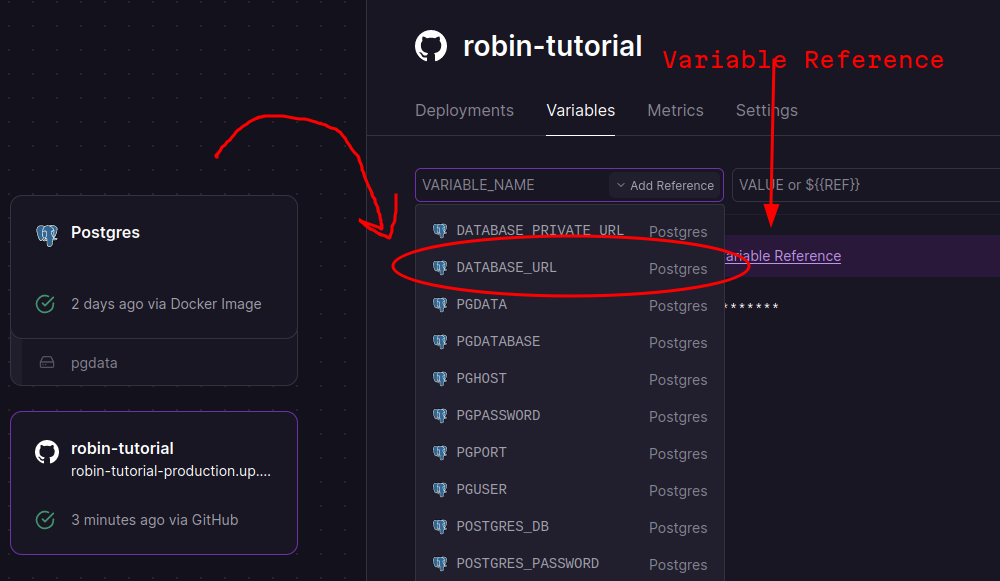 robin-tutorial
Variable Reference
Deployments Variables Metrics Settings
VARIABLE_NAME Add Reference VALUE or ${{REF}}
Postgres
2 days ago via Docker Image
pgdata
robin-tutorial
robin-tutorial-production.up....
3 minutes ago via GitHub
DATABASE_PRIVATE_URL Postgres
DATABASE_URL Postgres
ariable Reference
PGDATA Postgres
*******
PGDATABASE Postgres
PGHOST Postgres
PGPASSWORD Postgres
PGPORT Postgres
PGUSER Postgres
POSTGRES_DB Postgres
POSTGRES_PASSWORD Postgres